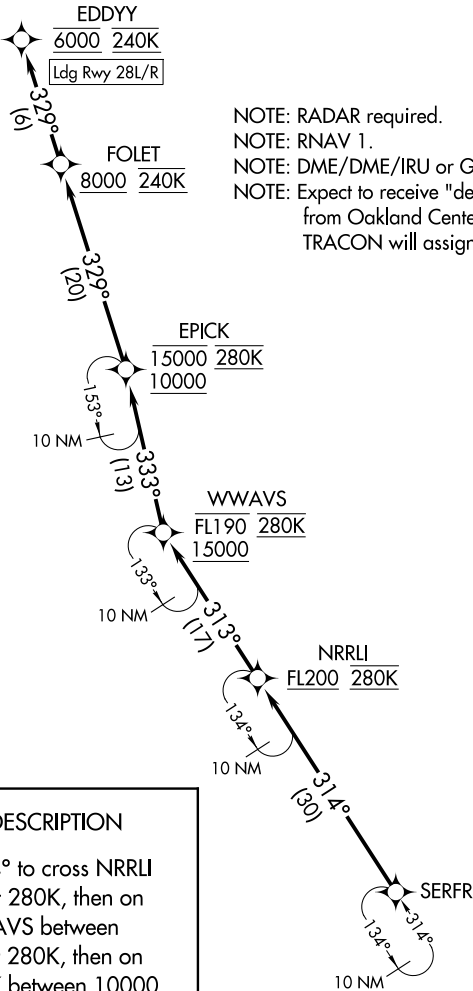 EDDYY
6000 240K
Ldg Rwy 28L/R
329°
(6)
NOTE: RADAR required.
NOTE: RNAV 1.
NOTE: DME/DME/IRU or G
NOTE: Expect to receive "de
from Oakland Cente
TRACON will assign
FOLET
8000 240K
329°
(20)
EPICK
15000 280K
10000
153°
10 NM
333°
(13)
WWAVS
FL190 280K
15000
133°
10 NM
313°
(17)
NRRLI
FL200 280K
134°
10 NM
314°
(30)
SERFR
314°
134°
10 NM
DESCRIPTION
° to cross NRRLI
280K, then on
AVS between
280K, then on
between 10000